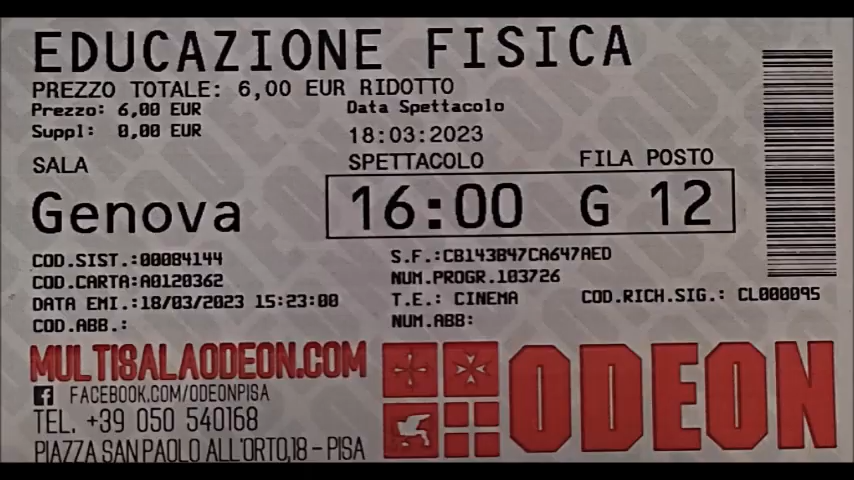 EDUCAZIONE FISICA
PREZZO TOTALE: 6,00 EUR RIDOTTO
Prezzo: 6,00 EUR
Suppl: 0,00 EUR
Data Spettacolo
18:03:2023
SALA
SPETTACOLO
FILA POSTO
Genova
16:00
G 12
COD.SIST.:00084144
COD.CARTA:A0120362
DATA EMI.:18/03/2023 15:23:00
COD.ABB.:
S.F.:CB143B47CA647AED
NUM.PROGR.103726
T.E.: CINEMA
COD.RICH.SIG.: CL000095
NUM.ABB:
MULTISALAODEON.COM
f FACEBOOK.COM/ODEONPISA
TEL. +39 050 540168
PIAZZA SAN PAOLO ALL'ORTO,18 – PISA
ODEON